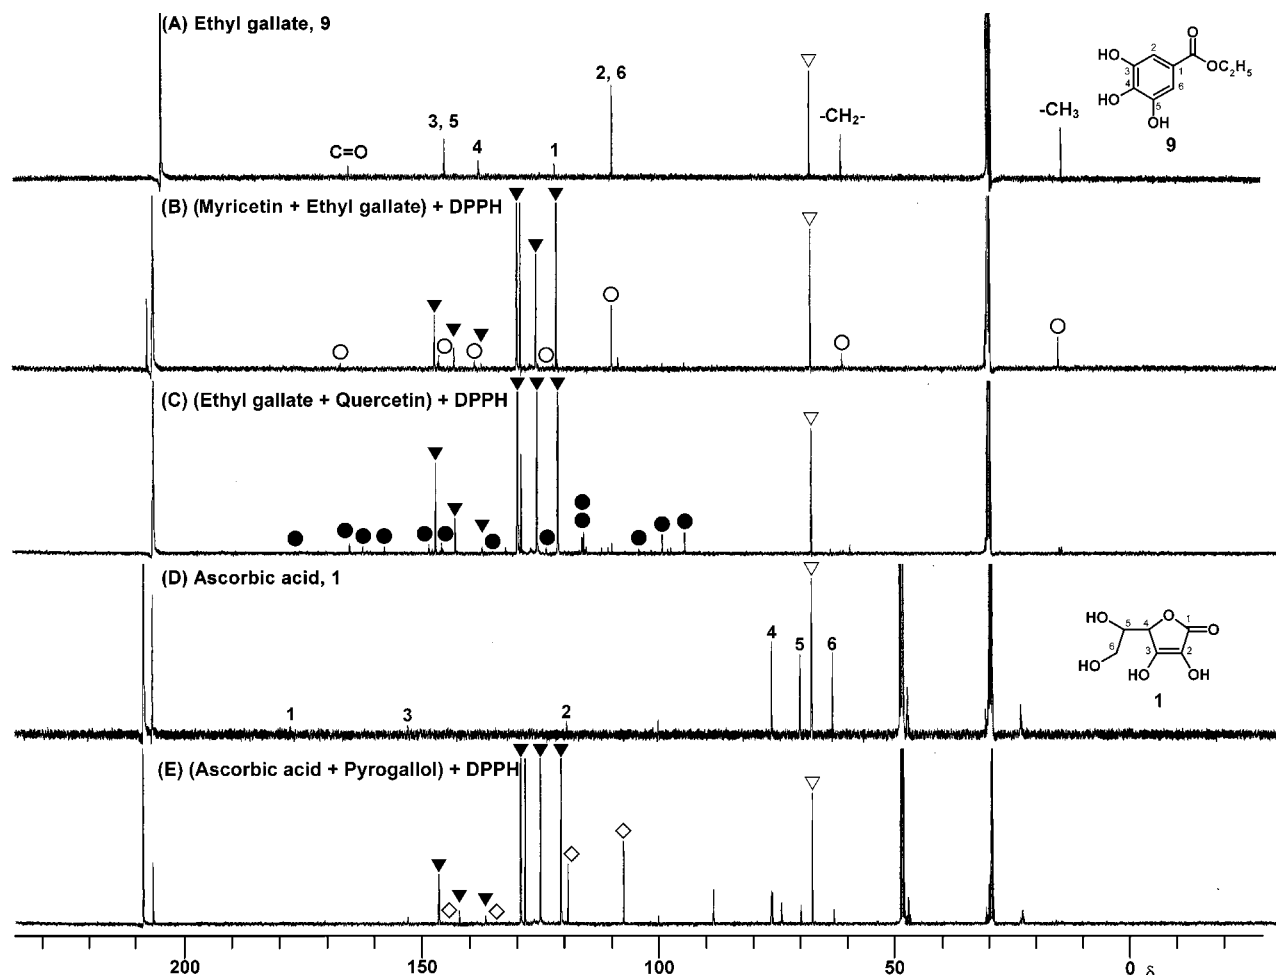 (A) Ethyl gallate, 9
C=O
3, 5
4
1
2, 6
-CH2-
-CH3
HO
HO
OH
O
OC2H5
1
2
3
4
5
6
9
(B) (Myricetin + Ethyl gallate) + DPPH
(C) (Ethyl gallate + Quercetin) + DPPH
(D) Ascorbic acid, 1
1
3
2
4
5
6
HO
HO
HO
OH
O
O
1
2
3
4
5
6
1
(E) (Ascorbic acid + Pyrogallol) + DPPH
200 150 100 50 0 δ